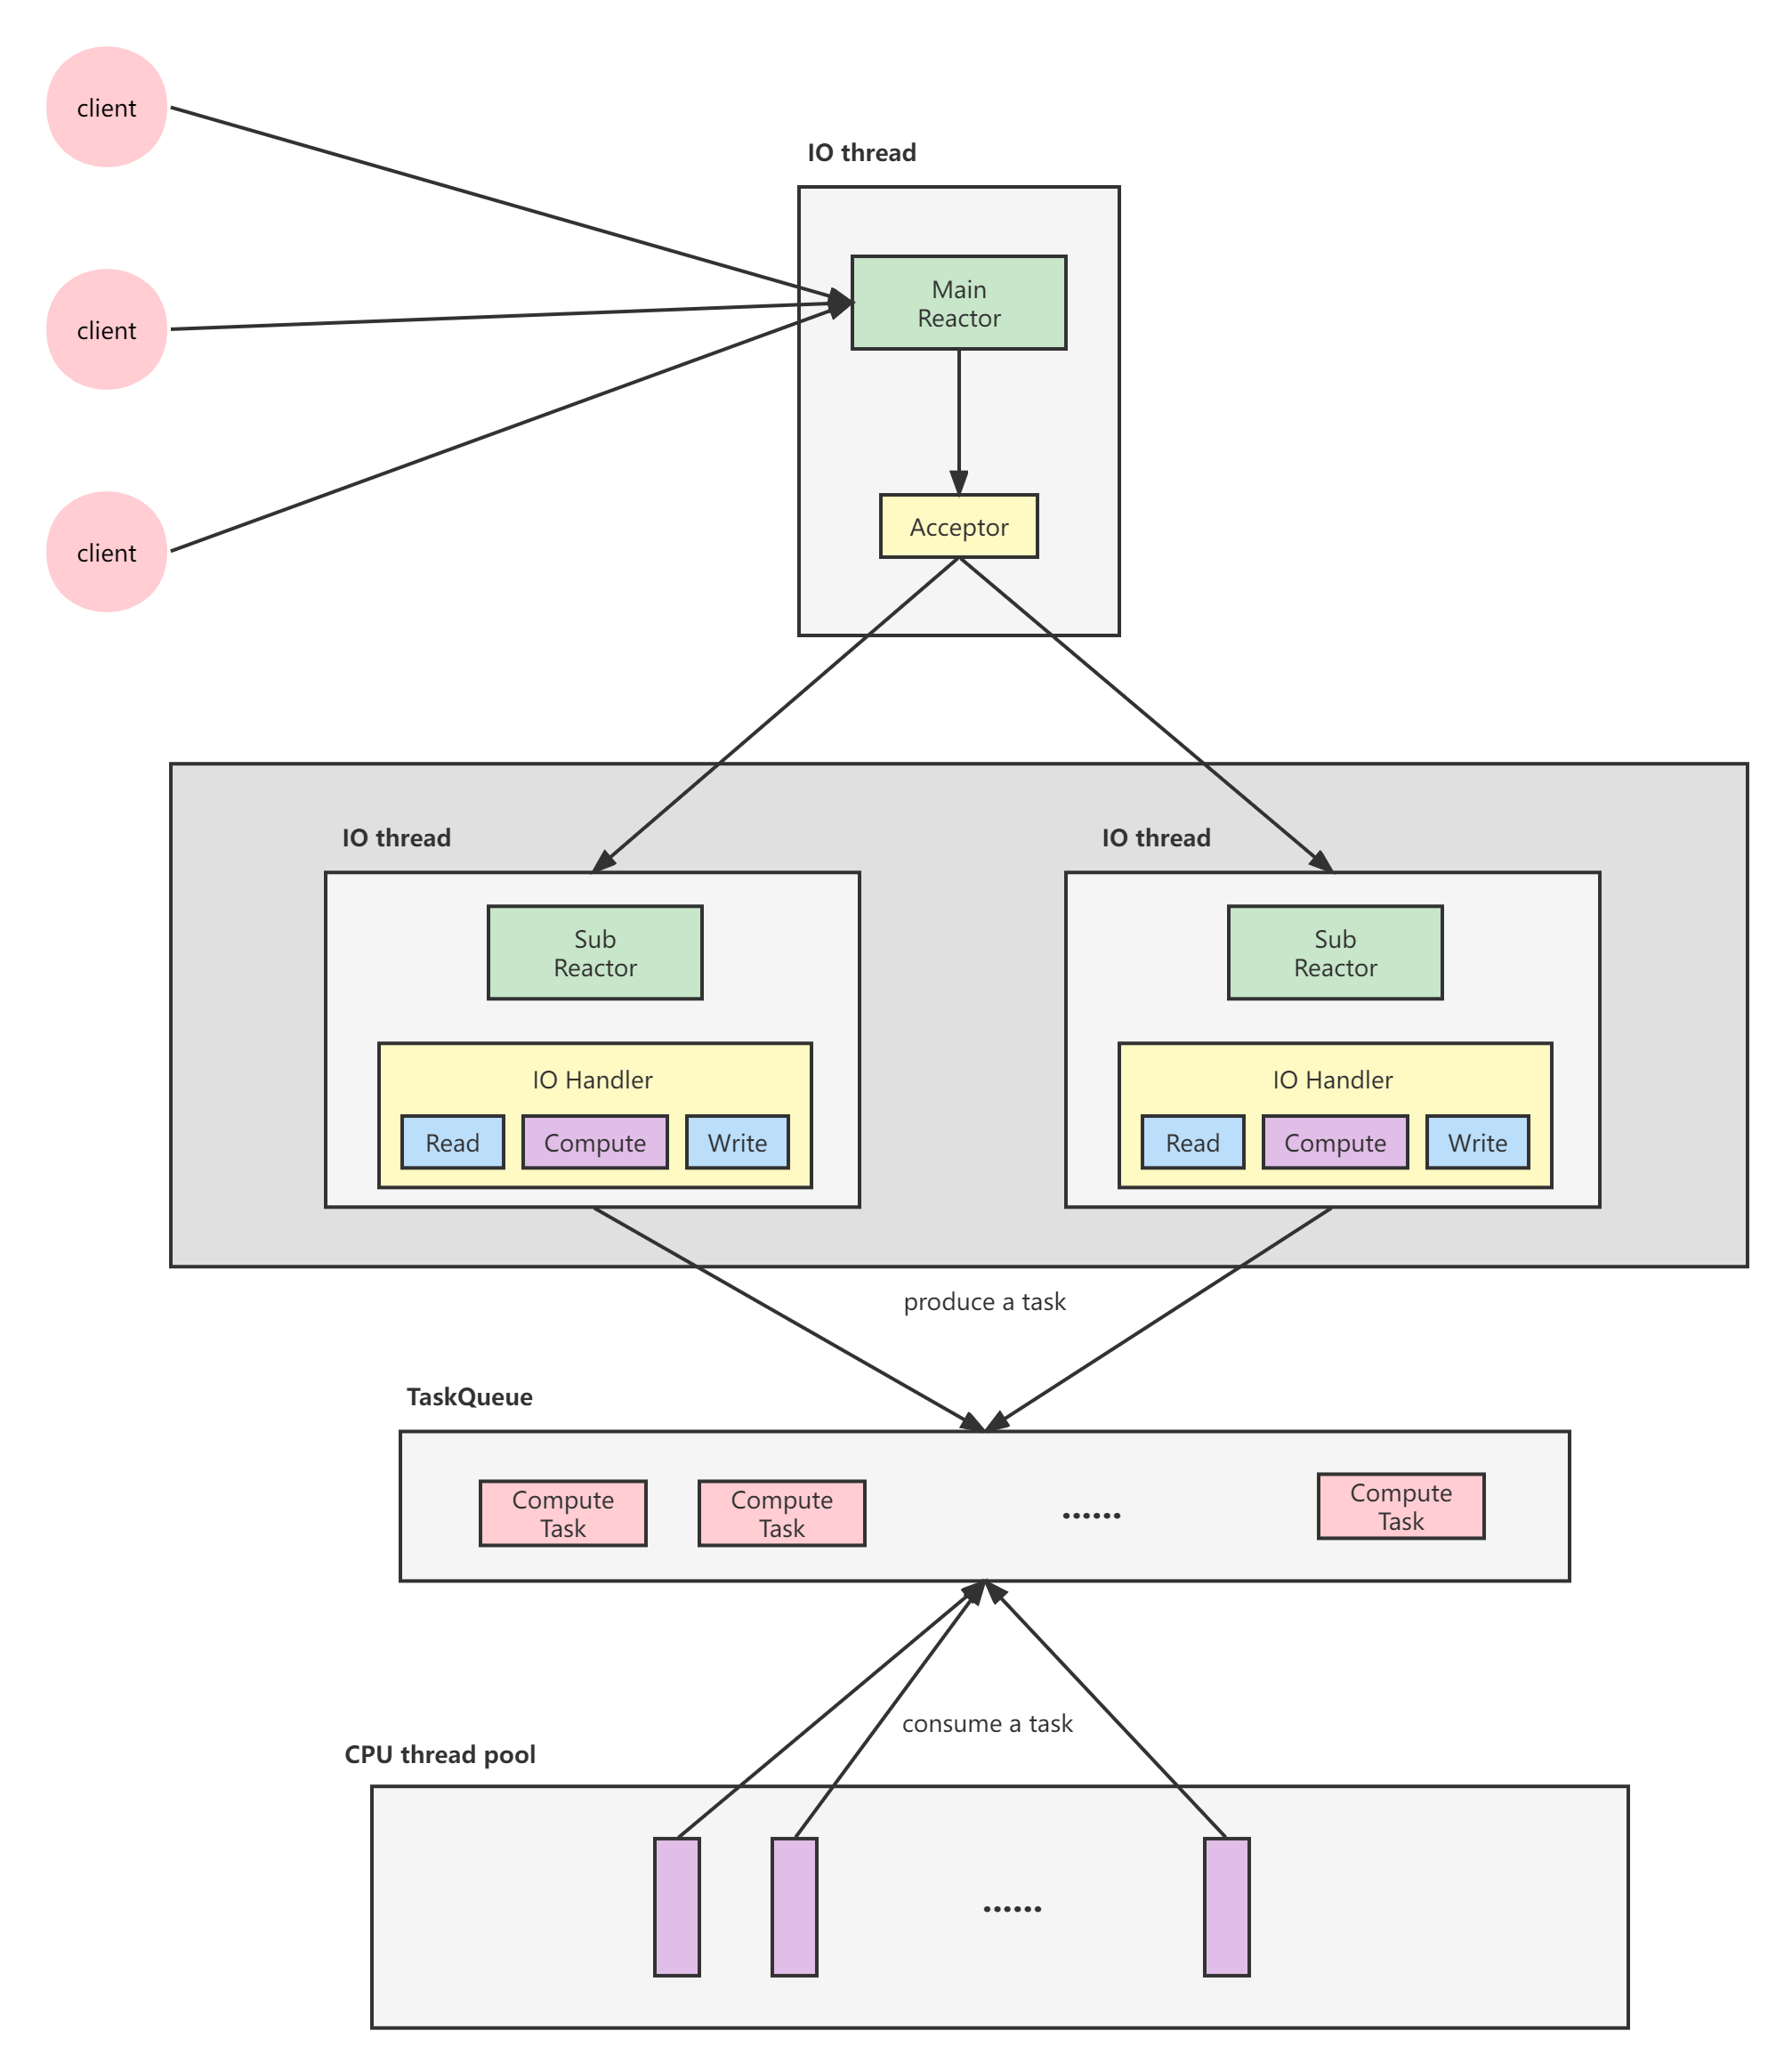 client
IO thread
Main
Reactor
client
Acceptor
client
IO thread
IO thread
Sub
Reactor
Sub
Reactor
IO Handler
Read
Compute
Write
IO Handler
Read
Compute
Write
produce a task
TaskQueue
Compute
Task
Compute
Task
......
Compute
Task
consume a task
CPU thread pool
......